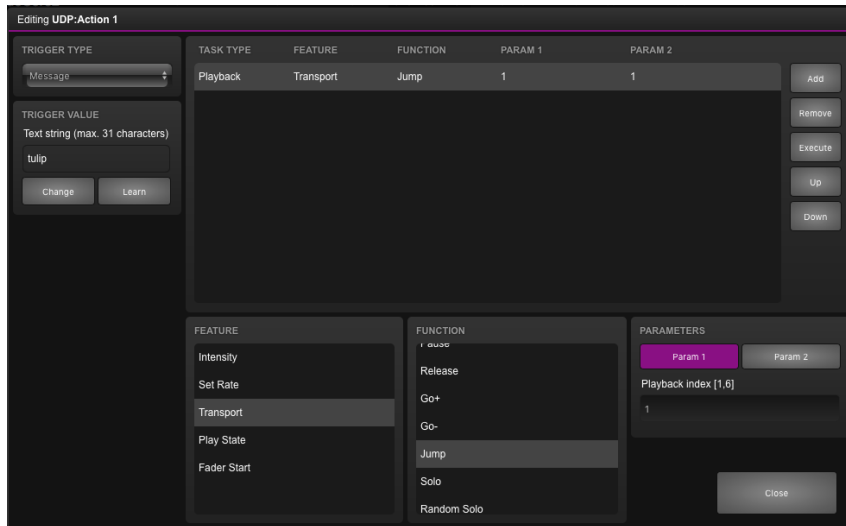 Editing UDP:Action 1
TRIGGER TYPE
Message
TRIGGER VALUE
Text string (max. 31 characters)
tulip
Change Learn
TASK TYPE FEATURE FUNCTION PARAM 1 PARAM 2
Playback Transport Jump 1 1
Add
Remove
Execute
Up
Down
FEATURE
Intensity
Set Rate
Transport
Play State
Fader Start
FUNCTION
Pause
Release
Go+
Go-
Jump
Solo
Random Solo
PARAMETERS
Param 1 Param 2
Playback index [1,6]
1
Close